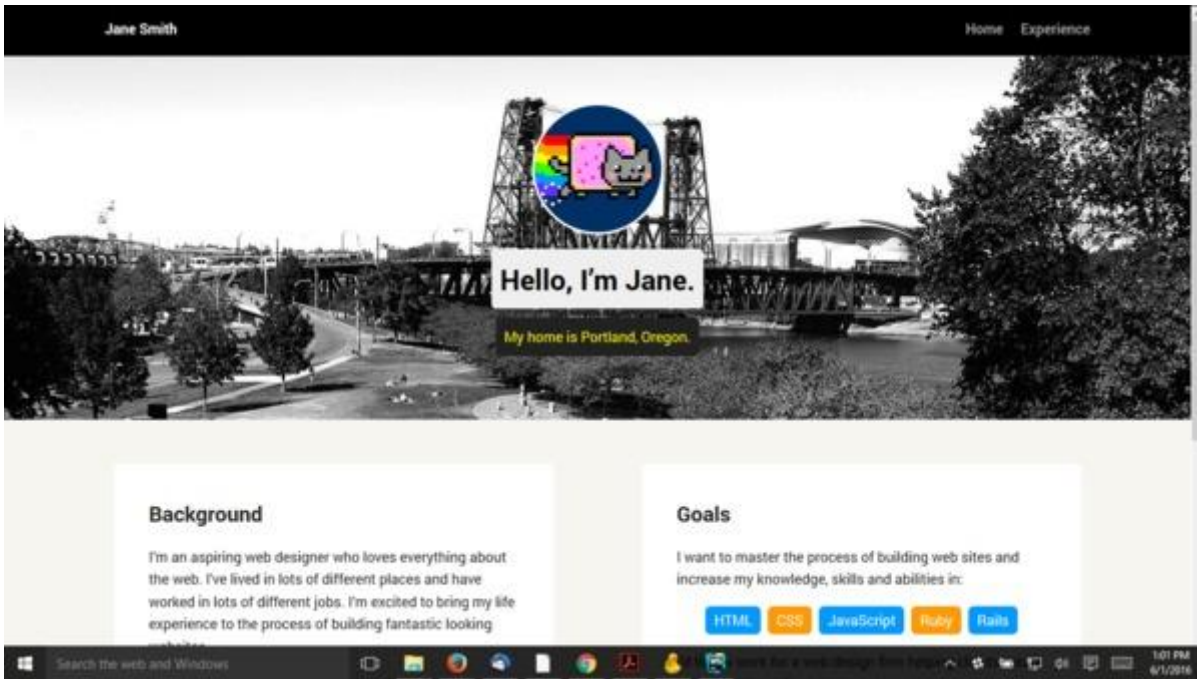 Jane Smith
Home Experience
Hello, I'm Jane.
My home is Portland, Oregon.
Background
I'm an aspiring web designer who loves everything about
the web. I've lived in lots of different places and have
worked in lots of different jobs. I'm excited to bring my life
experience to the process of building fantastic looking
Goals
I want to master the process of building web sites and
increase my knowledge, skills and abilities in:
HTML CSS JavaScript Ruby Rails
Search the web and Windows
1:01 PM
6/1/2016